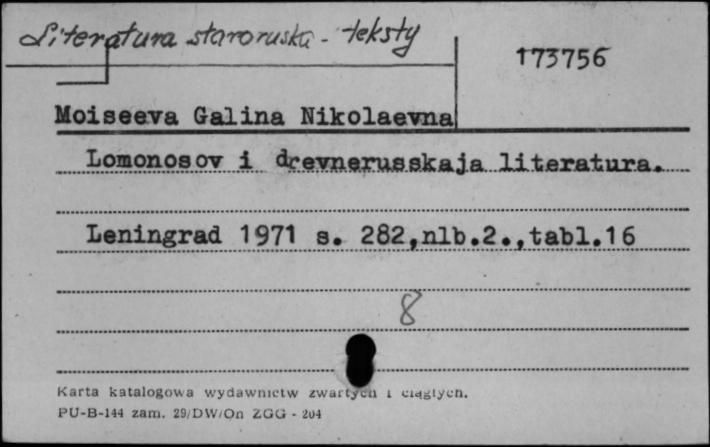 Literatura staroruska - teksty
173756
Moiseeva Galina Nikolaevna
Lomonosov i drevnerusskaja literatura.
Leningrad 1971 s. 282,nlb.2.,tabl.16
8
Karta katalogowa wydawnictw zwartych i ciągłych.
PU-B-144 zam. 29/DW/On ZGG - 204